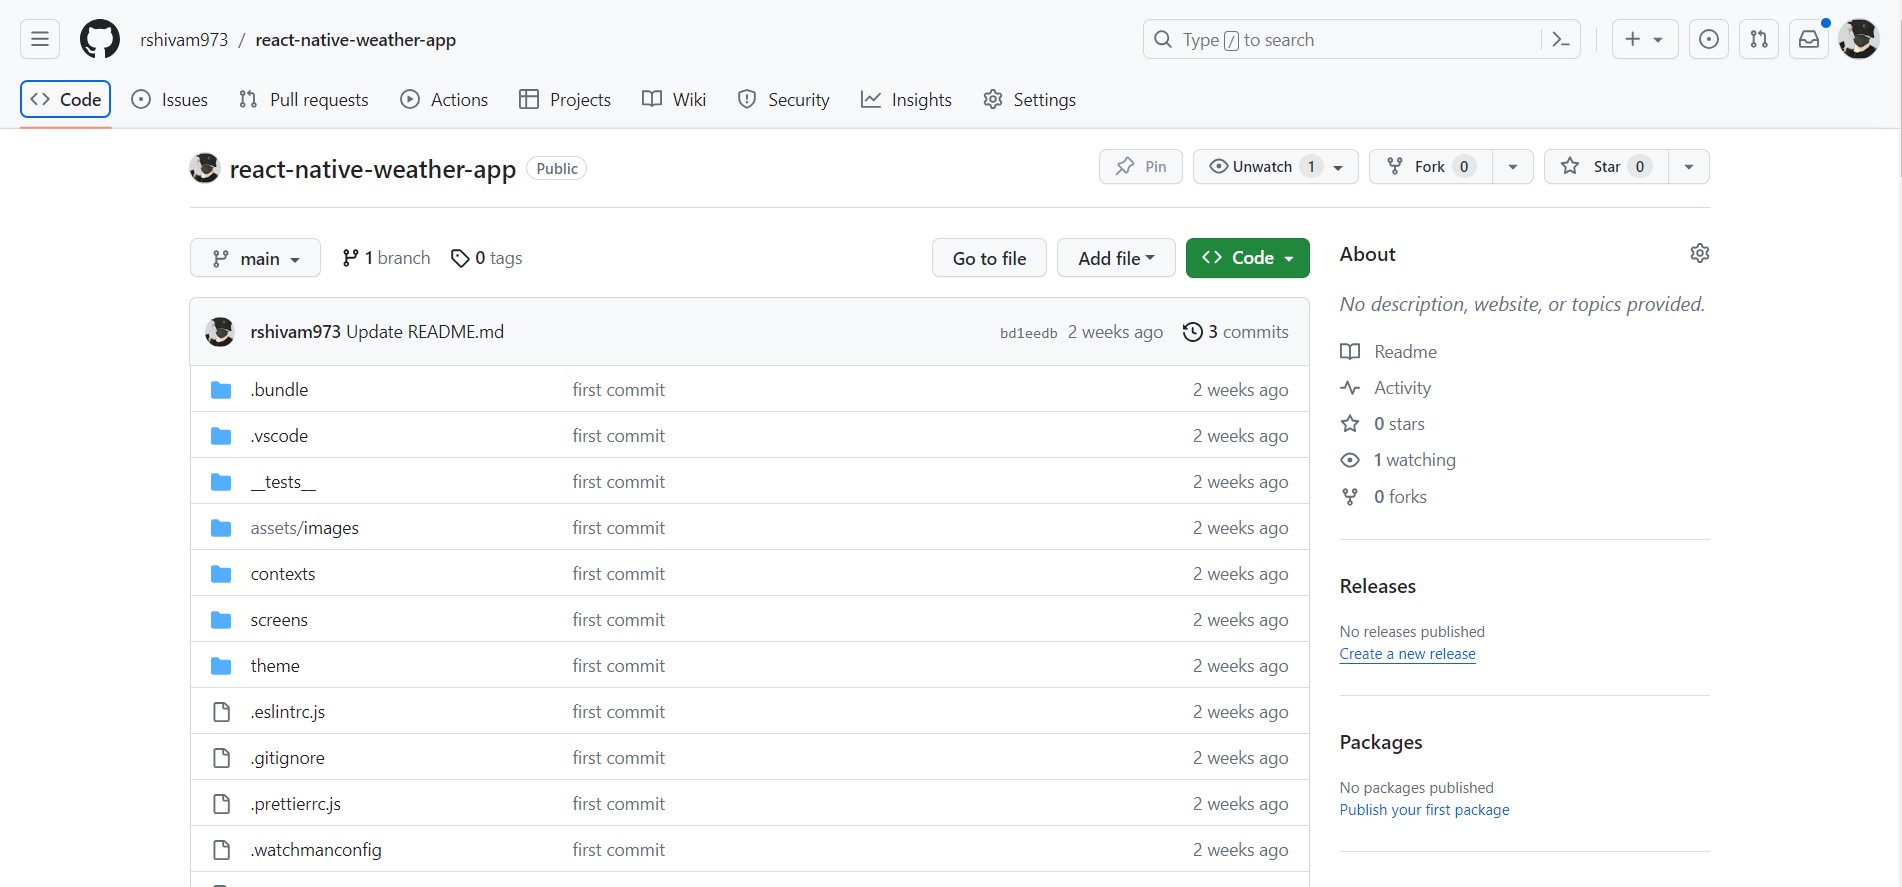 rshivam973 / react-native-weather-app
Type / to search
Code Issues Pull requests Actions Projects Wiki Security Insights Settings
react-native-weather-app Public
Pin Unwatch 1 Fork 0 Star 0
main 1 branch 0 tags
Go to file Add file Code
rshivam973 Update README.md bd1eedb 2 weeks ago 3 commits
.bundle first commit 2 weeks ago
.vscode first commit 2 weeks ago
__tests__ first commit 2 weeks ago
assets/images first commit 2 weeks ago
contexts first commit 2 weeks ago
screens first commit 2 weeks ago
theme first commit 2 weeks ago
.eslintrc.js first commit 2 weeks ago
.gitignore first commit 2 weeks ago
.prettierrc.js first commit 2 weeks ago
.watchmanconfig first commit 2 weeks ago
About
No description, website, or topics provided.
Readme
Activity
0 stars
1 watching
0 forks
Releases
No releases published
Create a new release
Packages
No packages published
Publish your first package